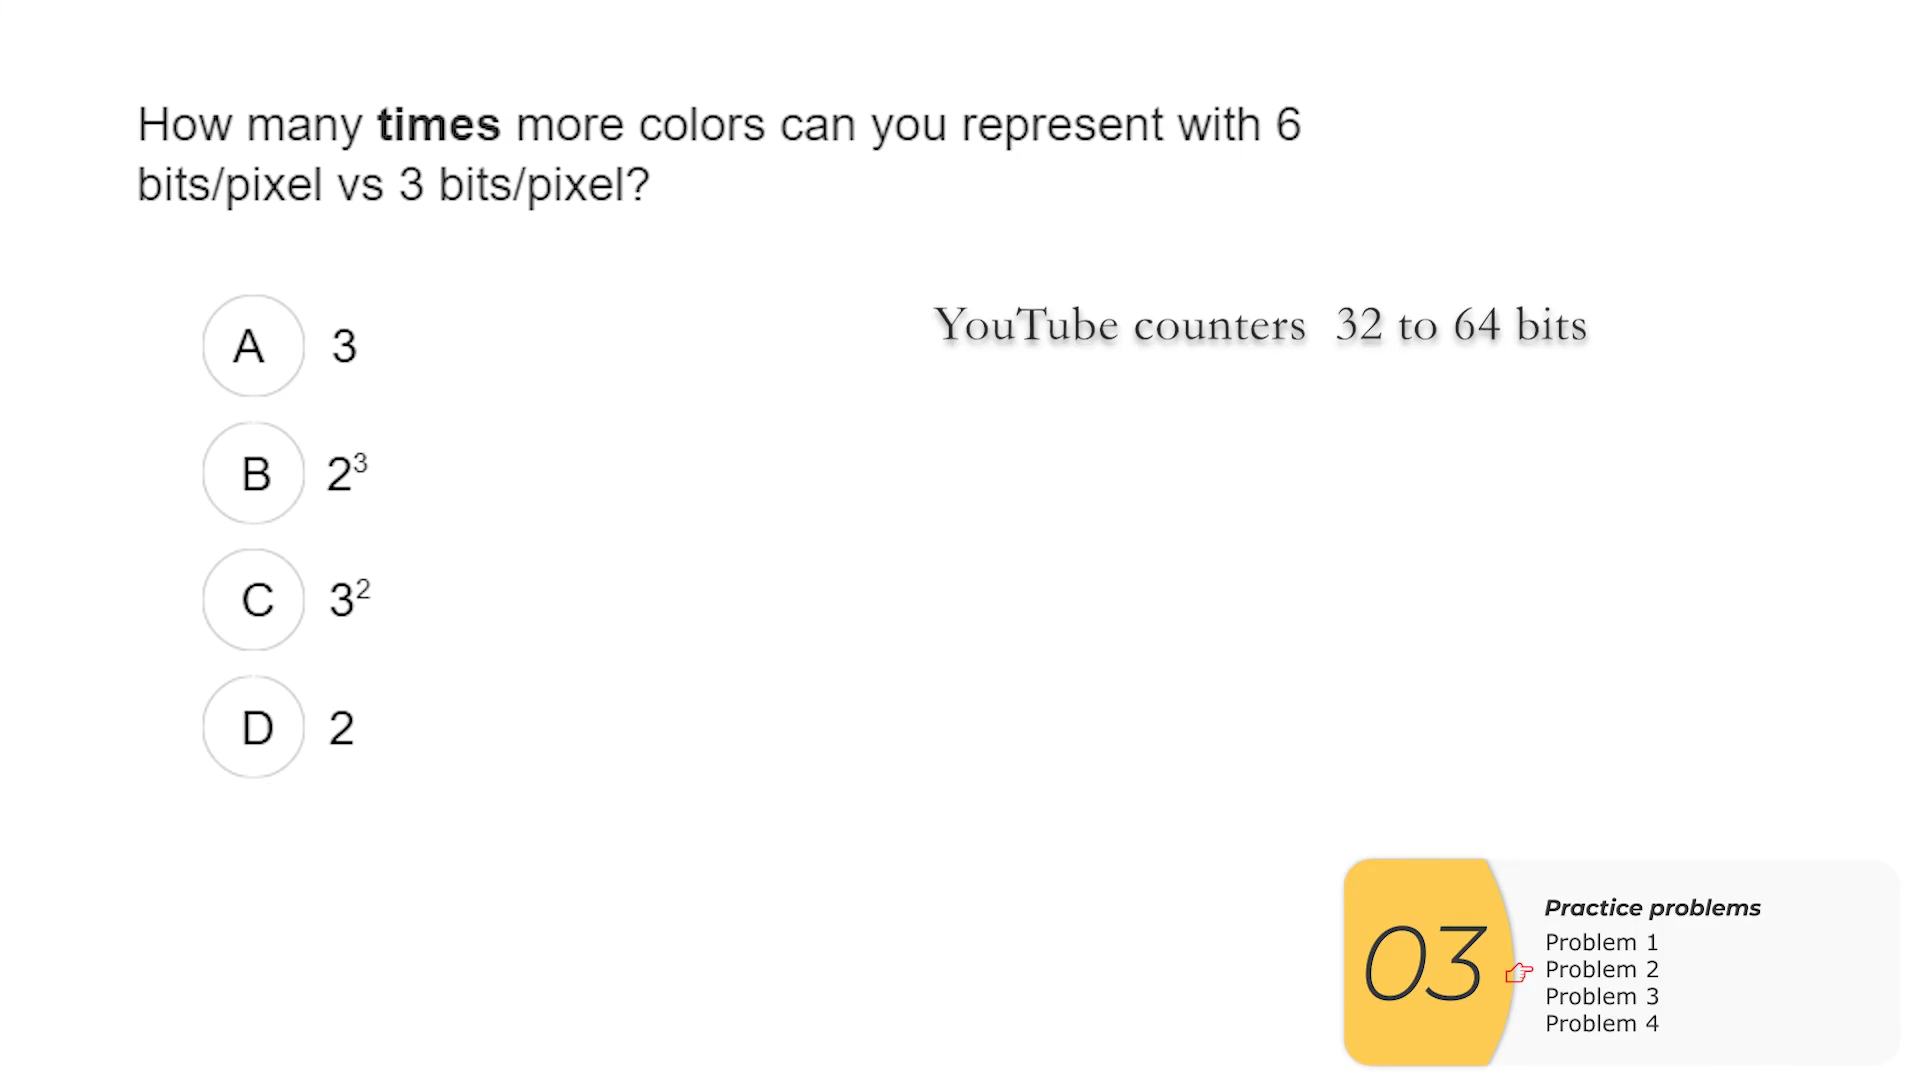 How many times more colors can you represent with 6
bits/pixel vs 3 bits/pixel?
YouTube counters 32 to 64 bits
A 3
B 2³
C 3²
D 2
03
Practice problems
Problem 1
Problem 2
Problem 3
Problem 4